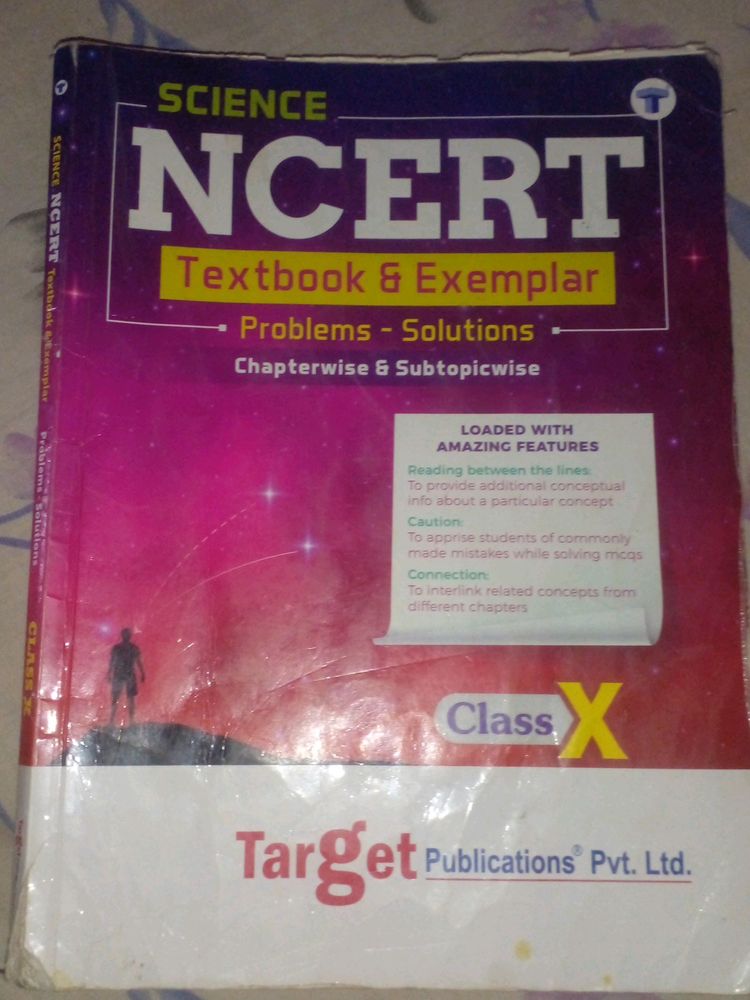 SCIENCE
NCERT
Textbook & Exemplar
Problems - Solutions
Chapterwise & Subtopicwise
LOADED WITH
AMAZING FEATURES
Reading between the lines:
To provide additional conceptual
info about a particular concept
Caution:
To apprise students of commonly
made mistakes while solving mcqs
Connection:
To interlink related concepts from
different chapters
Class X
Target Publications® Pvt. Ltd.
SCIENCE NCERT Textbook & Exemplar Problems - Solutions CLASS X